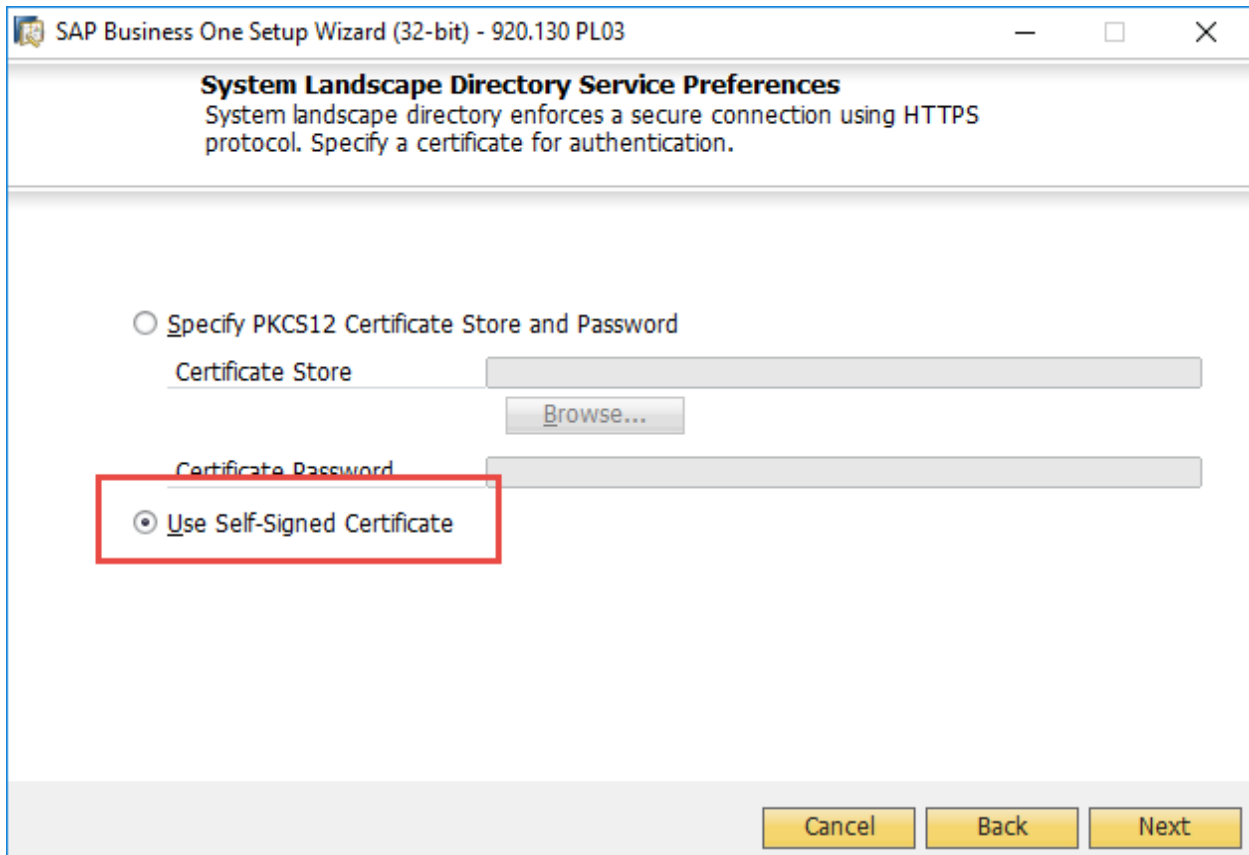 SAP Business One Setup Wizard (32-bit) - 920.130 PL03
System Landscape Directory Service Preferences
System landscape directory enforces a secure connection using HTTPS
protocol. Specify a certificate for authentication.
Specify PKCS12 Certificate Store and Password
Certificate Store
Browse...
Certificate Password
Use Self-Signed Certificate
Cancel Back Next